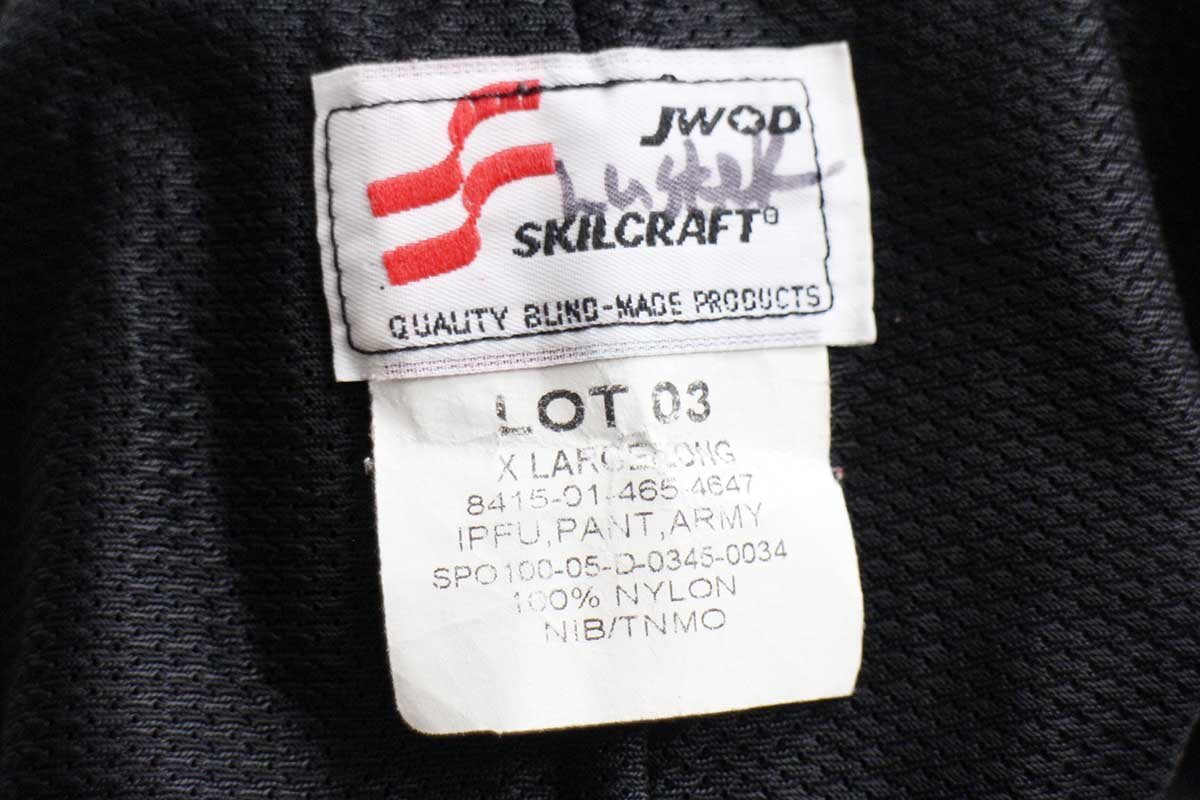 JWOD
SKILCRAFT®
QUALITY BLIND-MADE PRODUCTS
LOT 03
X LARGE LONG
8415-01-465-4647
IPFU, PANT, ARMY
SPO100-05-D-0345-0034
100% NYLON
NIB/TNMO